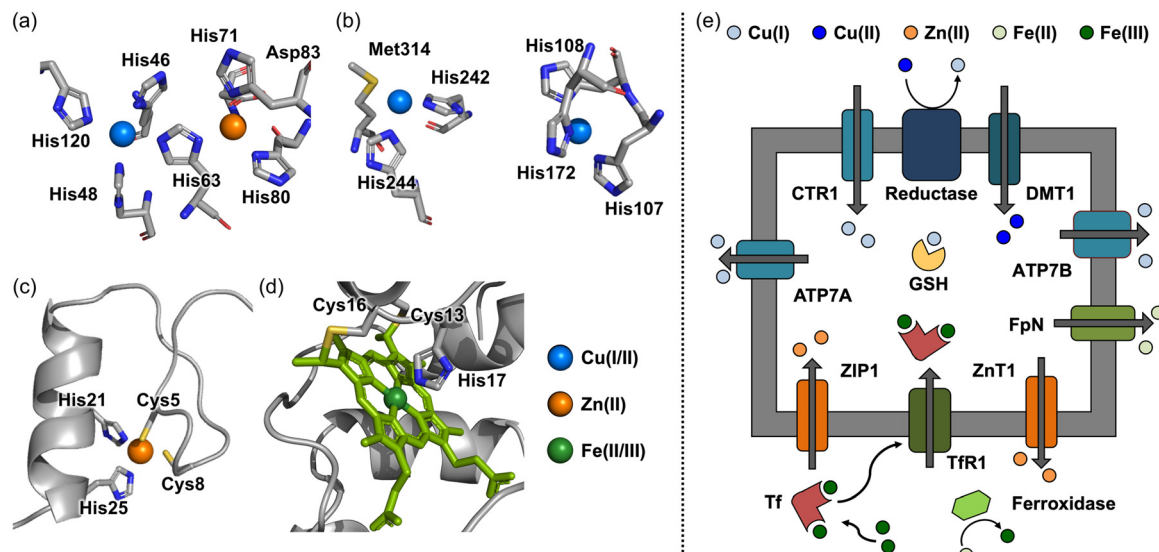 (a)
His46
His71
Asp83
His120
His48
His63
His80
(b)
Met314
His242
His108
His244
His172
His107
(c)
His21
Cys5
His25
Cys8
(d)
Cys16
Cys13
His17
Cu(I/II)
Zn(II)
Fe(II/III)
(e)
Cu(I)
Cu(II)
Zn(II)
Fe(II)
Fe(III)
CTR1
Reductase
DMT1
ATP7A
GSH
ATP7B
FpN
ZIP1
ZnT1
TfR1
Tf
Ferroxidase